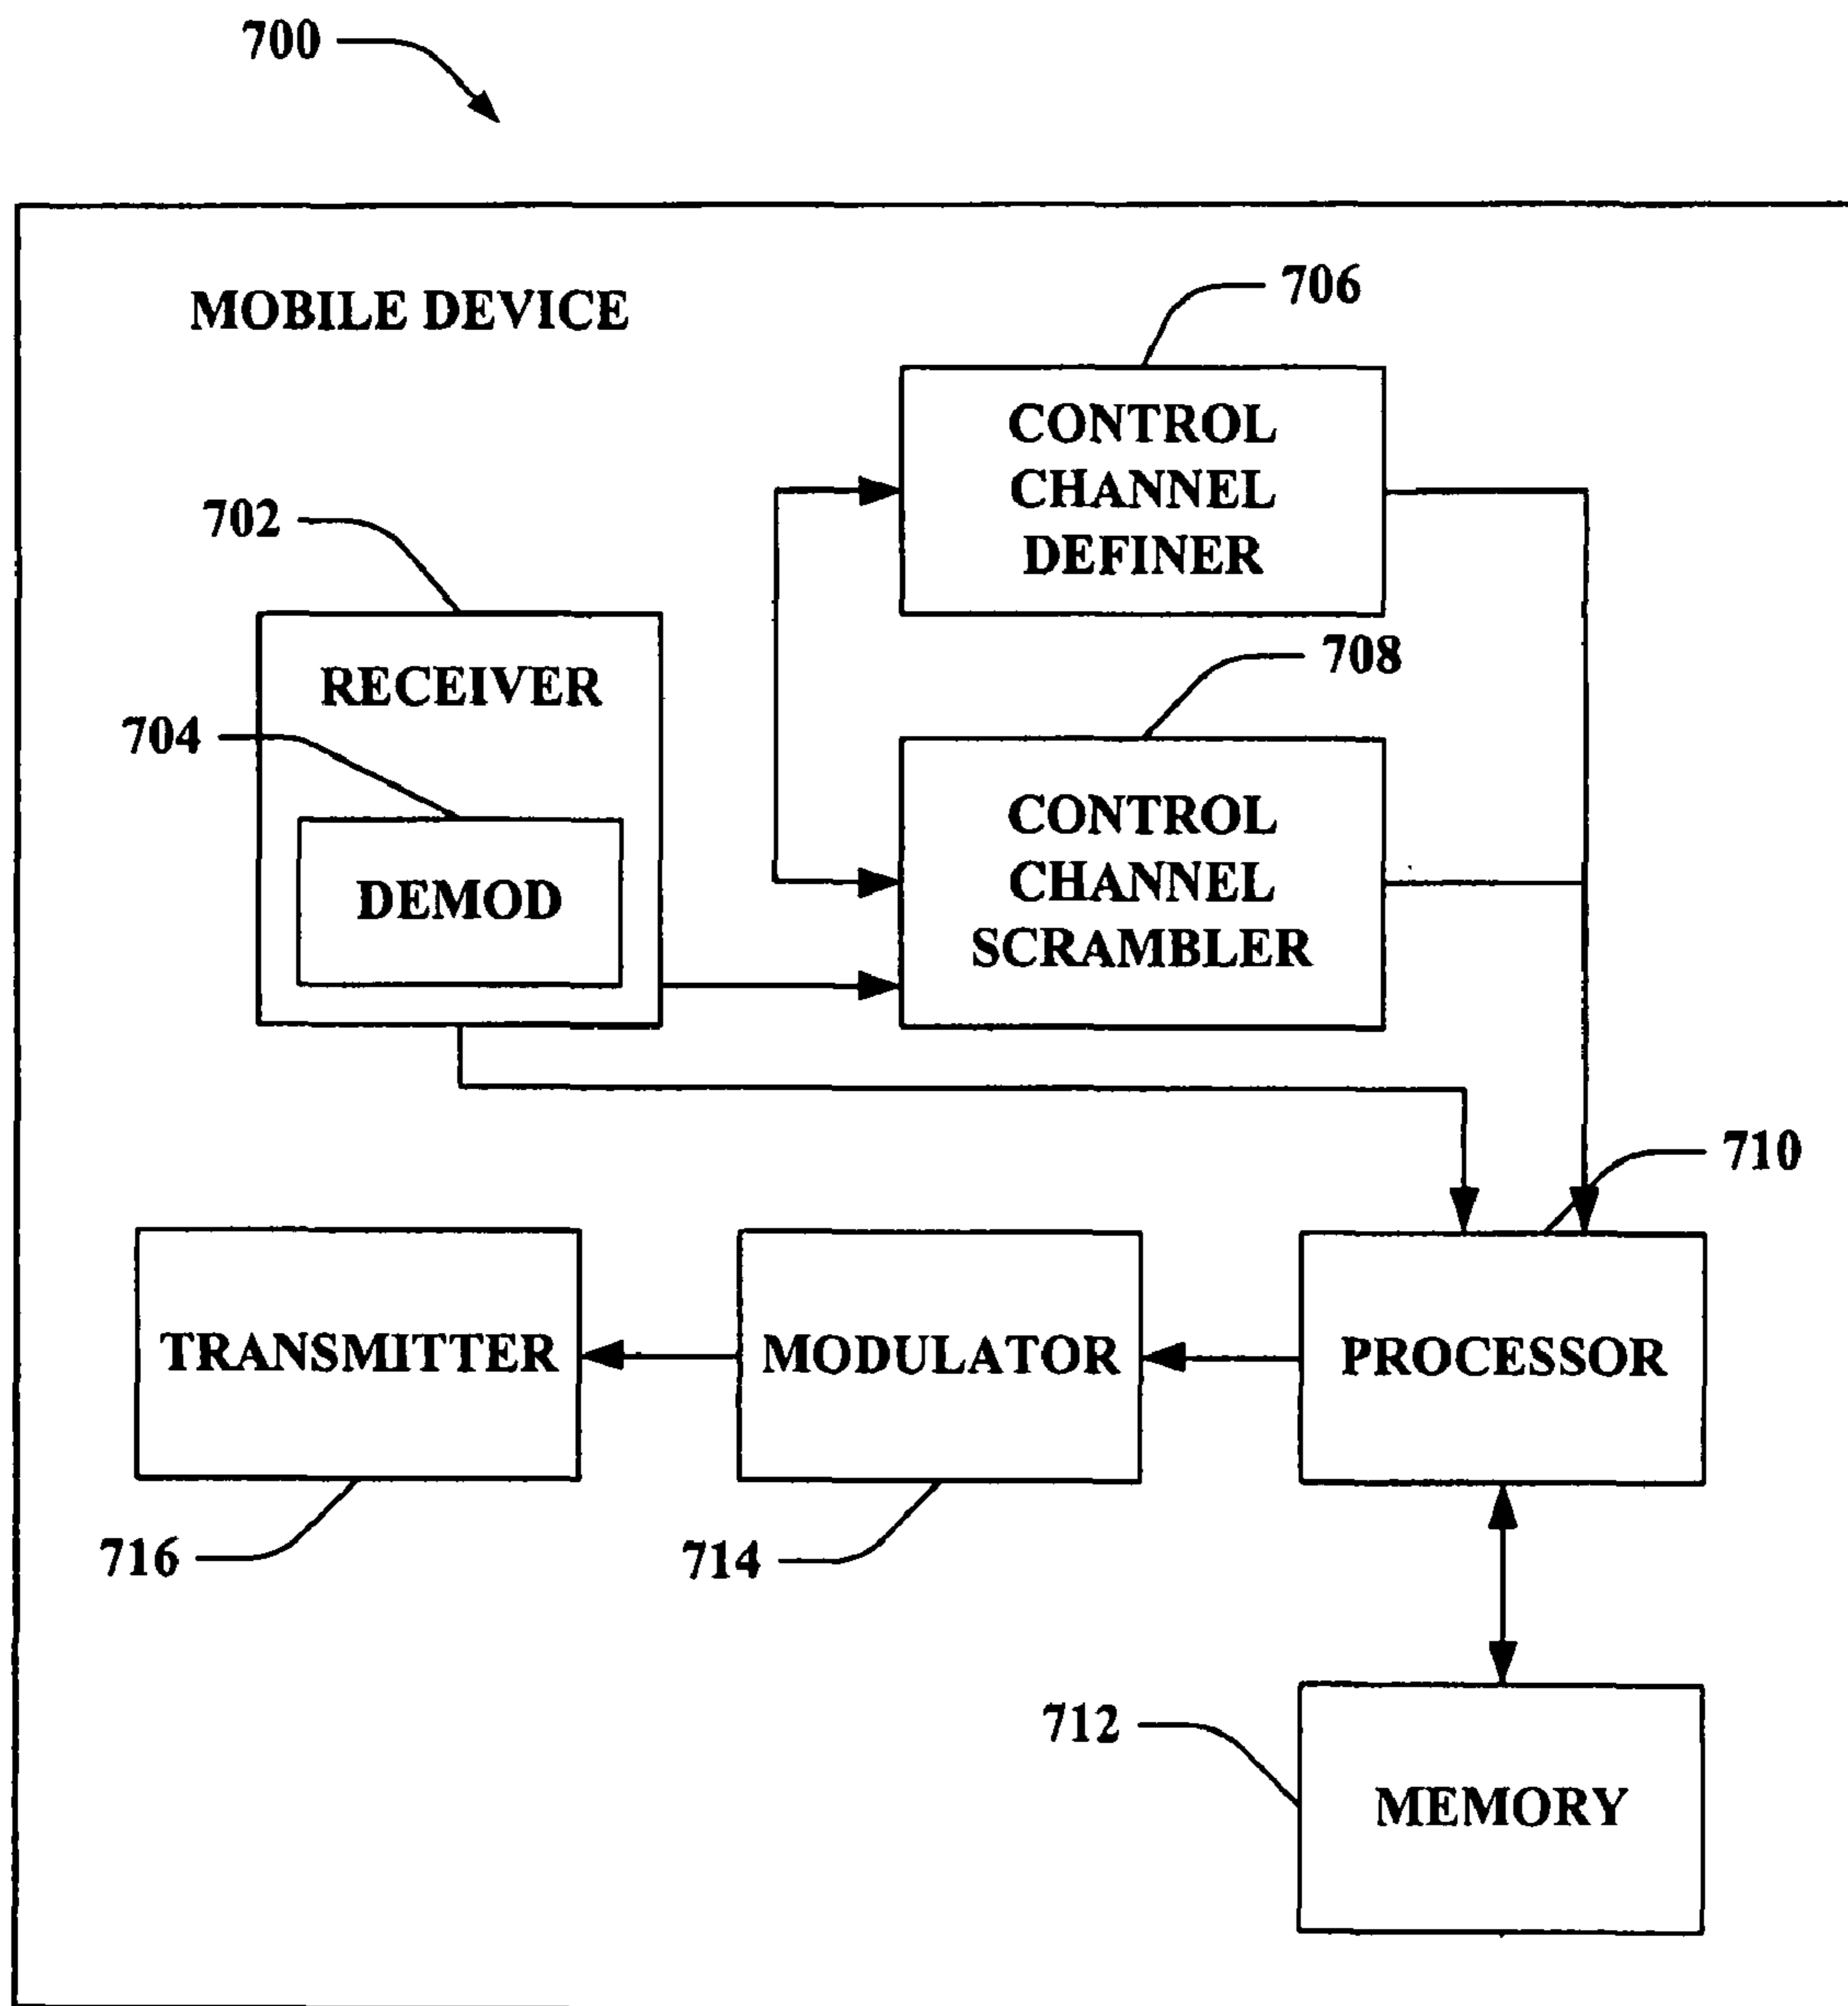 700
MOBILE DEVICE
706
CONTROL
CHANNEL
DEFINER
702
RECEIVER
704
DEMOD
708
CONTROL
CHANNEL
SCRAMBLER
710
TRANSMITTER
MODULATOR
PROCESSOR
716
714
712
MEMORY